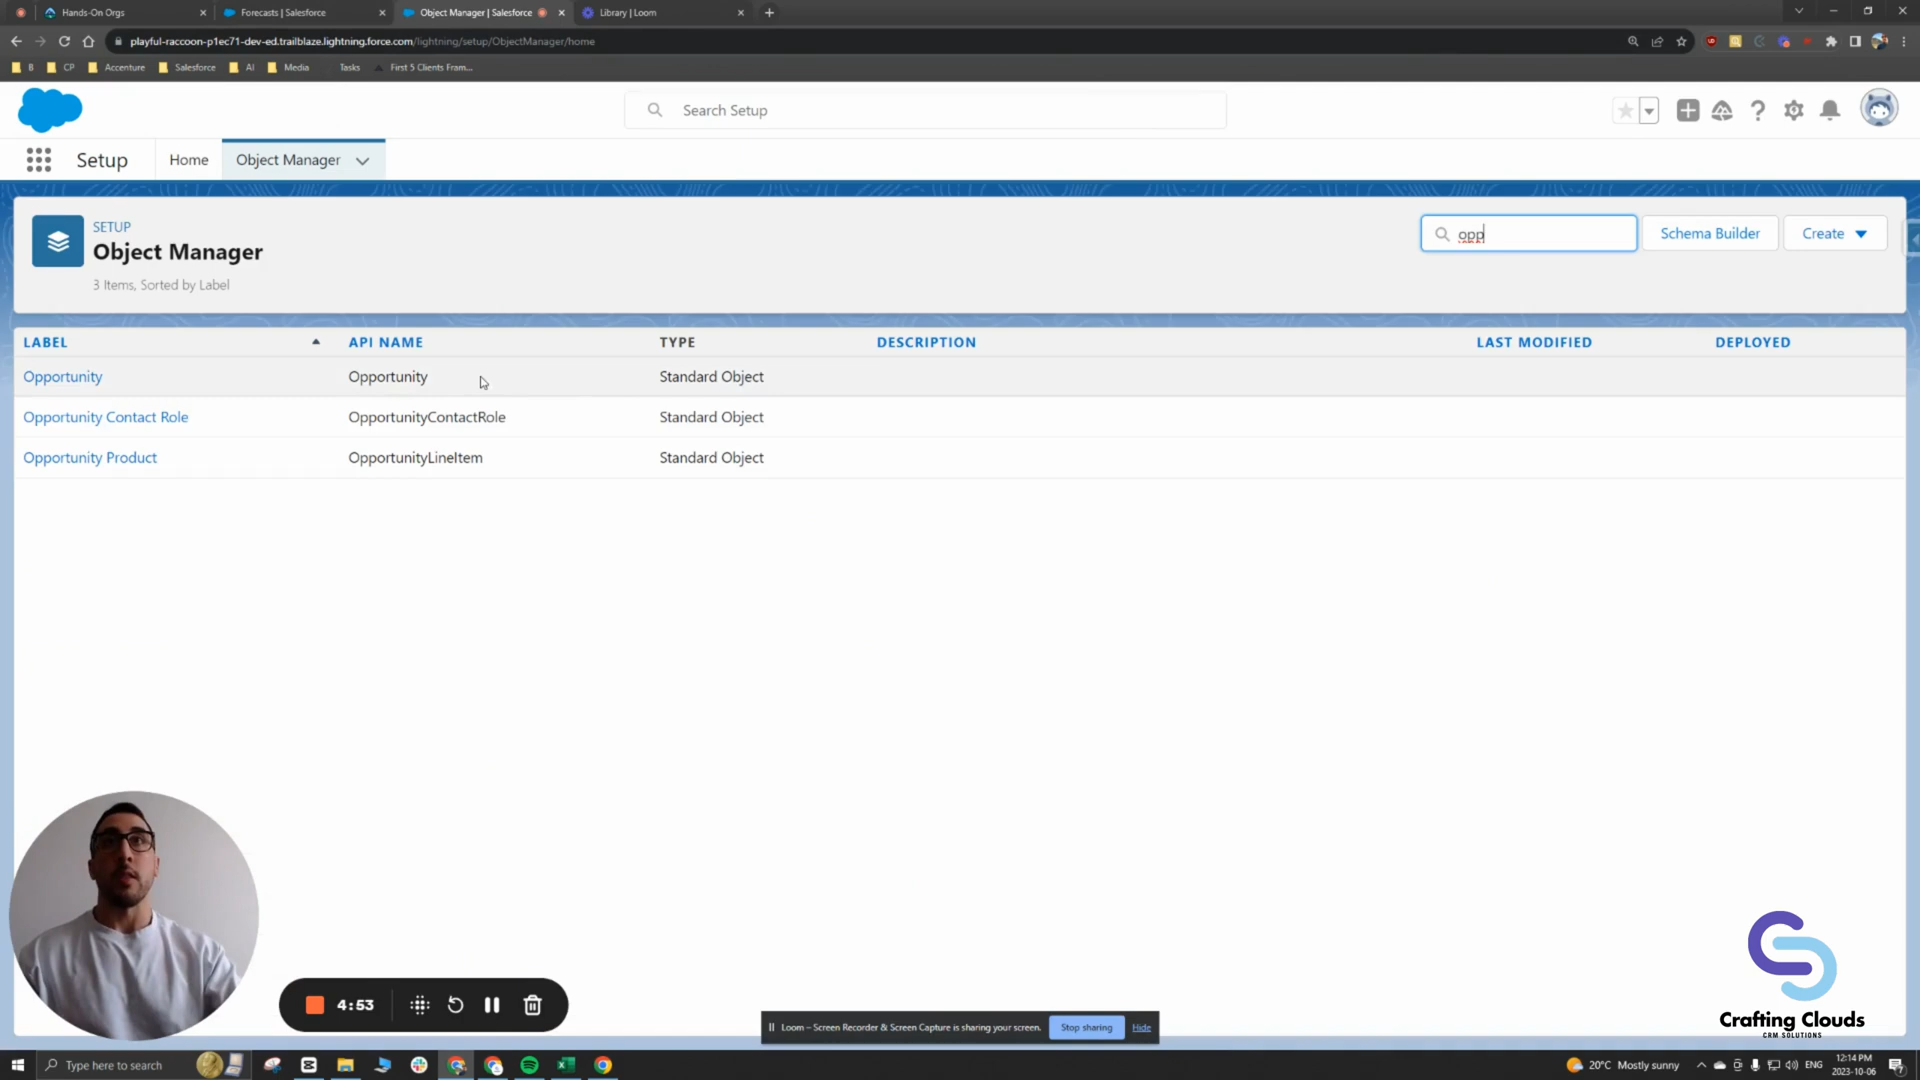 Hands-On Orgs
Forecasts | Salesforce
Object Manager | Salesforce
Library | Loom
playful-raccoon-p1ec71-dev-ed.trailblaze.lightning.force.com/lightning/setup/ObjectManager/home
B
CP
Accenture
Salesforce
AI
Media
Tasks
First 5 Clients Fram...
Search Setup
Setup
Home
Object Manager
SETUP
Object Manager
3 Items, Sorted by Label
opp
Schema Builder
Create
LABEL
API NAME
TYPE
DESCRIPTION
LAST MODIFIED
DEPLOYED
Opportunity
Opportunity
Standard Object
Opportunity Contact Role
OpportunityContactRole
Standard Object
Opportunity Product
OpportunityLineItem
Standard Object
4:53
Loom – Screen Recorder & Screen Capture is sharing your screen.
Stop sharing
Hide
Crafting Clouds
CRM SOLUTIONS
Type here to search
20°C Mostly sunny
ENG
12:14 PM
2023-10-06